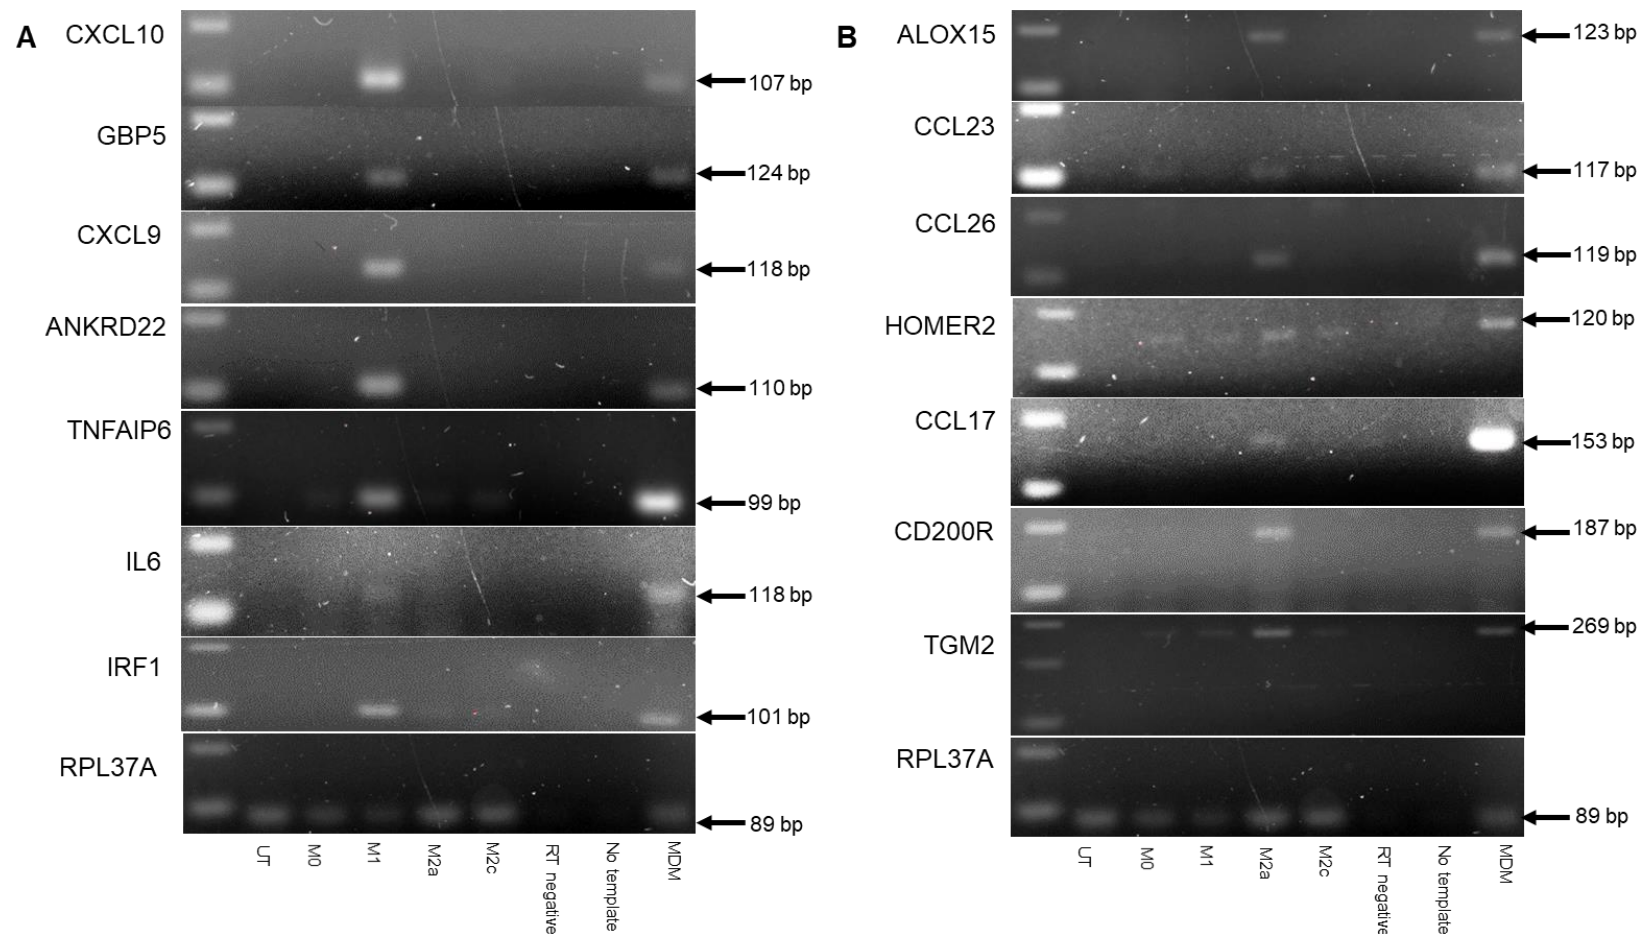 A
CXCL10
107 bp
GBP5
124 bp
CXCL9
118 bp
ANKRD22
110 bp
TNFAIP6
99 bp
IL6
118 bp
IRF1
101 bp
RPL37A
89 bp
UT
M0
M1
M2a
M2c
RT negative
No template
MDM
B
ALOX15
123 bp
CCL23
117 bp
CCL26
119 bp
HOMER2
120 bp
CCL17
153 bp
CD200R
187 bp
TGM2
269 bp
RPL37A
89 bp
UT
M0
M1
M2a
M2c
RT negative
No template
MDM